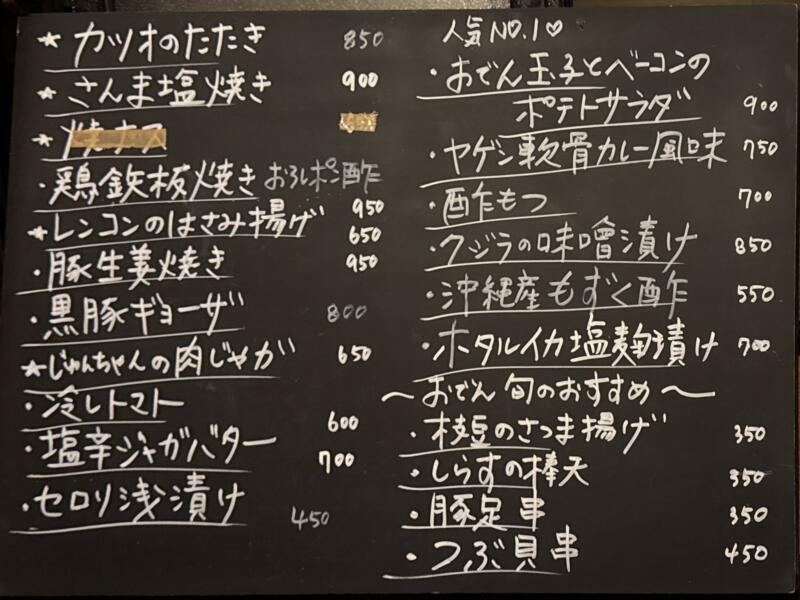 ★カツオのたたき 850
★さんま塩焼き 900
★
・鶏鉄板焼き おろしポン酢 950
★レンコンのはさみ揚げ 650
・豚生姜焼き 950
・黒豚ギョーザ 800
★じゅんちゃんの肉じゃが 650
・冷しトマト 600
・塩辛ジャガバター 700
・セロリ浅漬け 450
人気NO.1♡
・おでん玉子とベーコンの
ポテトサラダ 900
・ヤゲン軟骨カレー風味 750
・酢もつ 700
・クジラの味噌漬け 850
・沖縄産もずく酢 550
・ホタルイカ塩麹漬け 700
～おでん 旬のおすすめ～
・枝豆のさつま揚げ 350
・しらすの棒天 350
・豚足串 350
・つぶ貝串 450